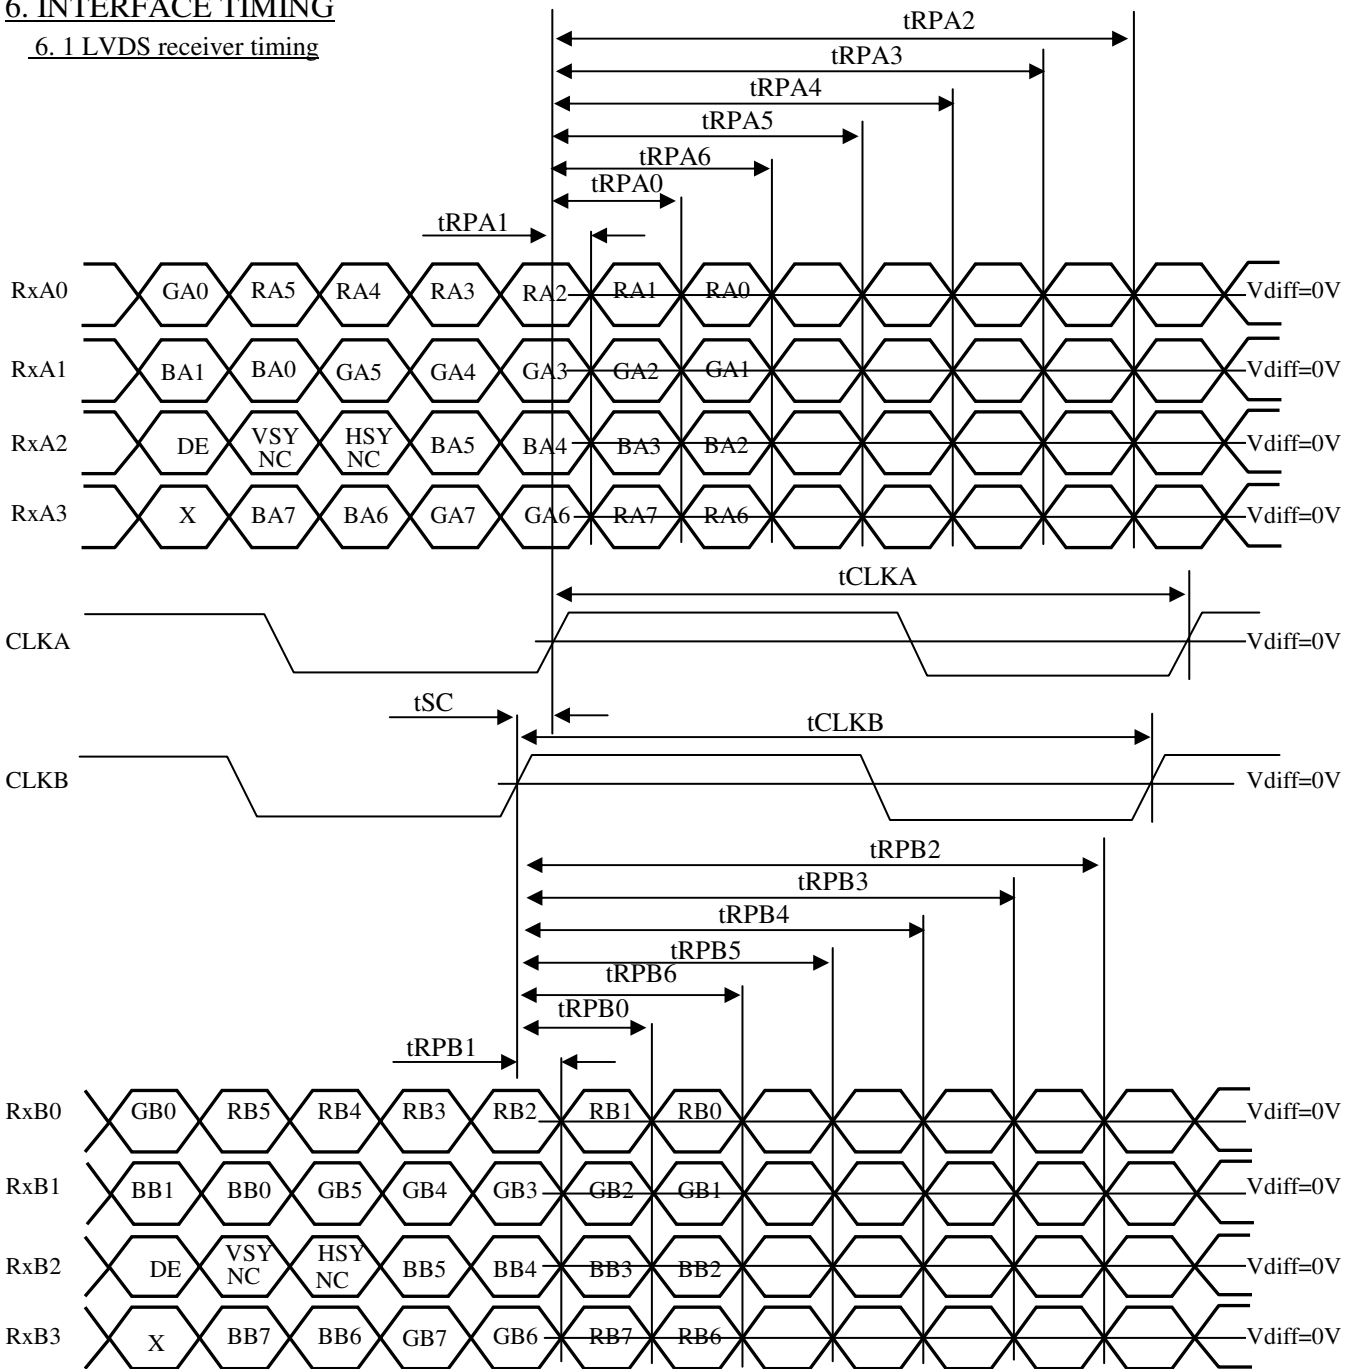 6. INTERFACE TIMING
6. 1 LVDS receiver timing
tRPA2
tRPA3
tRPA4
tRPA5
tRPA6
tRPA0
tRPA1
RxA0 GA0 RA5 RA4 RA3 RA2 RA1 RA0 Vdiff=0V
RxA1 BA1 BA0 GA5 GA4 GA3 GA2 GA1 Vdiff=0V
RxA2 DE VSY NC HSY NC BA5 BA4 BA3 BA2 Vdiff=0V
RxA3 X BA7 BA6 GA7 GA6 RA7 RA6 Vdiff=0V
tCLKA
CLKA Vdiff=0V
tSC
tCLKB
CLKB Vdiff=0V
tRPB2
tRPB3
tRPB4
tRPB5
tRPB6
tRPB0
tRPB1
RxB0 GB0 RB5 RB4 RB3 RB2 RB1 RB0 Vdiff=0V
RxB1 BB1 BB0 GB5 GB4 GB3 GB2 GB1 Vdiff=0V
RxB2 DE VSY NC HSY NC BB5 BB4 BB3 BB2 Vdiff=0V
RxB3 X BB7 BB6 GB7 GB6 RB7 RB6 Vdiff=0V